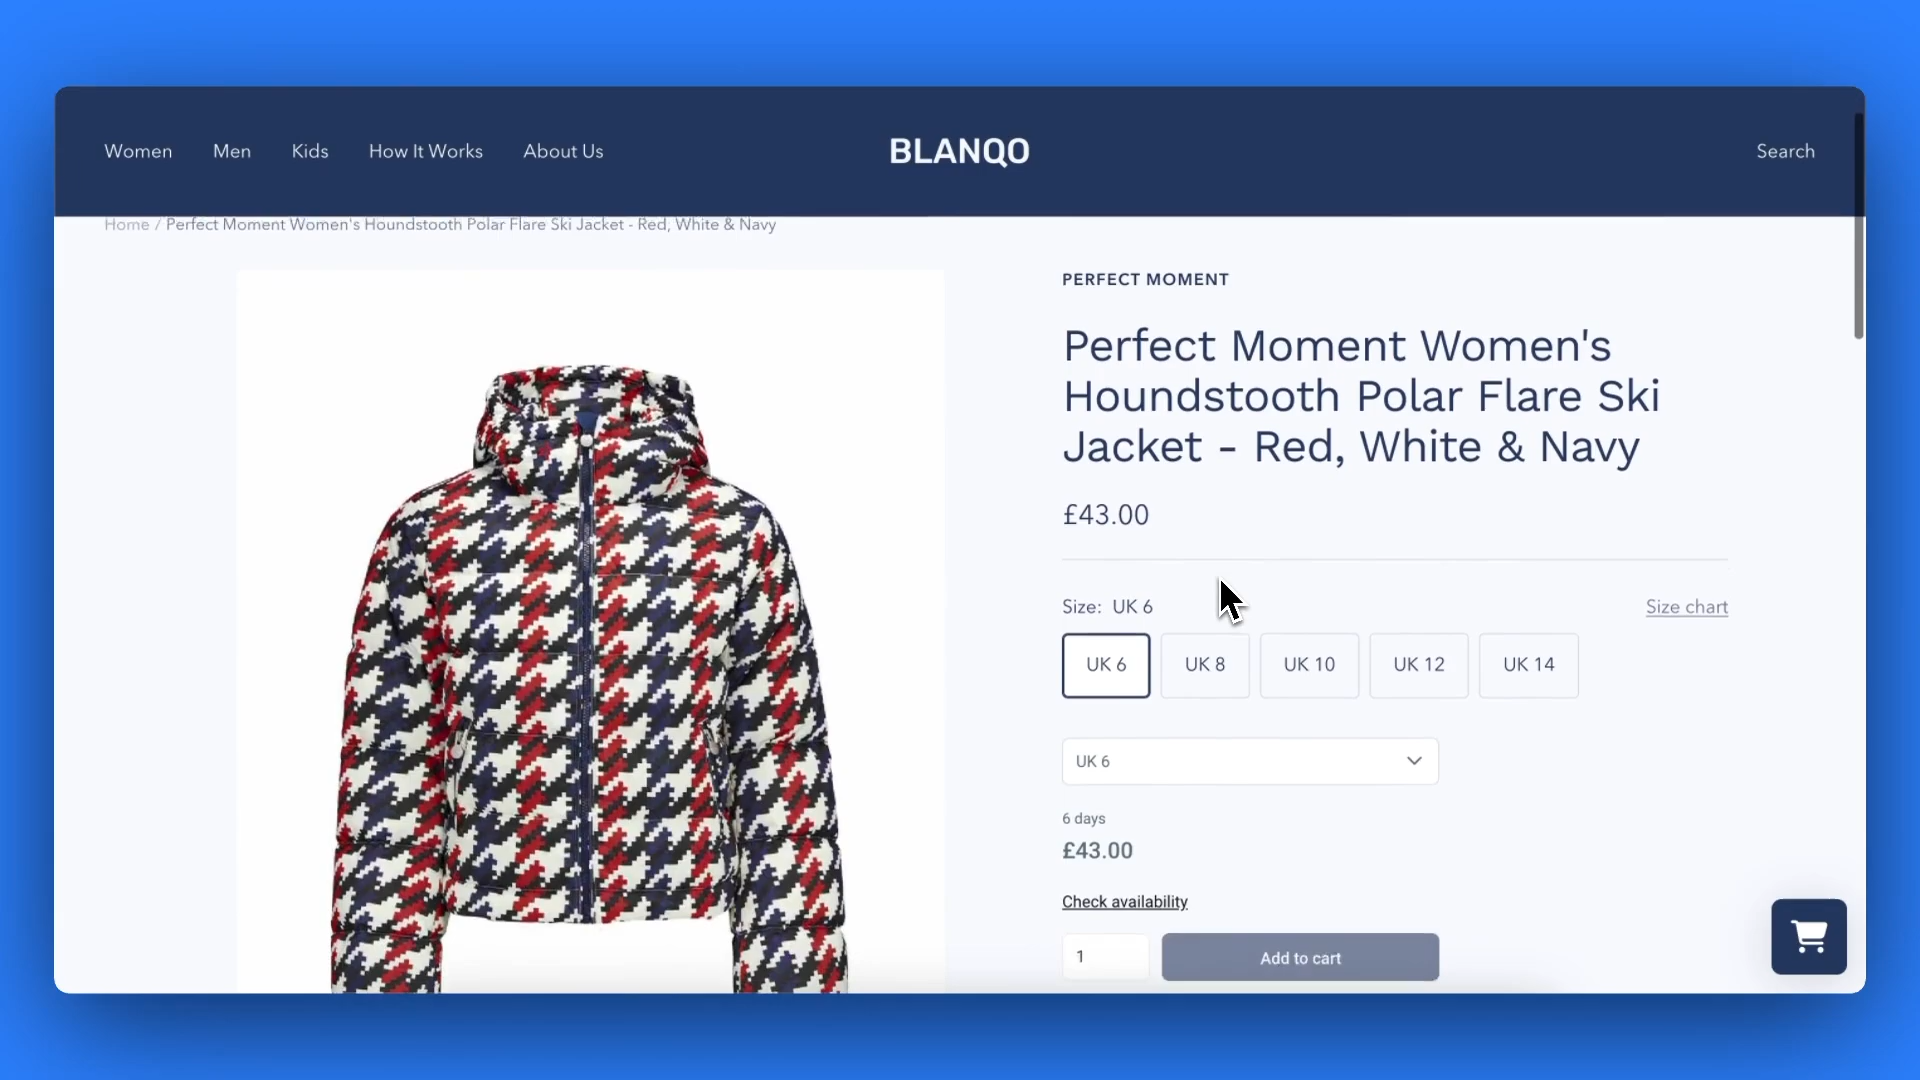 Women Men Kids How It Works About Us BLANQO Search
Home / Perfect Moment Women's Houndstooth Polar Flare Ski Jacket - Red, White & Navy
PERFECT MOMENT
Perfect Moment Women's
Houndstooth Polar Flare Ski
Jacket - Red, White & Navy
£43.00
Size: UK 6 Size chart
UK 6 UK 8 UK 10 UK 12 UK 14
UK 6
6 days
£43.00
Check availability
1 Add to cart